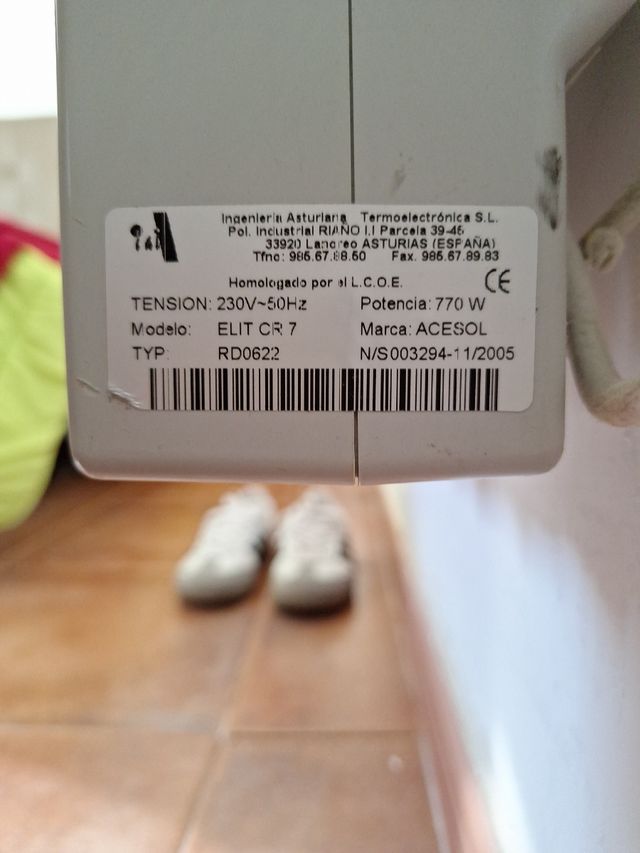 iat
Ingeniería Asturiana Termoelectrónica S.L.
Pol. Industrial RIAÑO I.I Parcela 39-46
33920 Langreo ASTURIAS (ESPAÑA)
Tfno: 985.67.88.50 Fax. 985.67.89.83
Homologado por el L.C.O.E. CE
TENSION: 230V~50Hz Potencia: 770 W
Modelo: ELIT CR 7 Marca: ACESOL
TYP: RD0622 N/S003294-11/2005